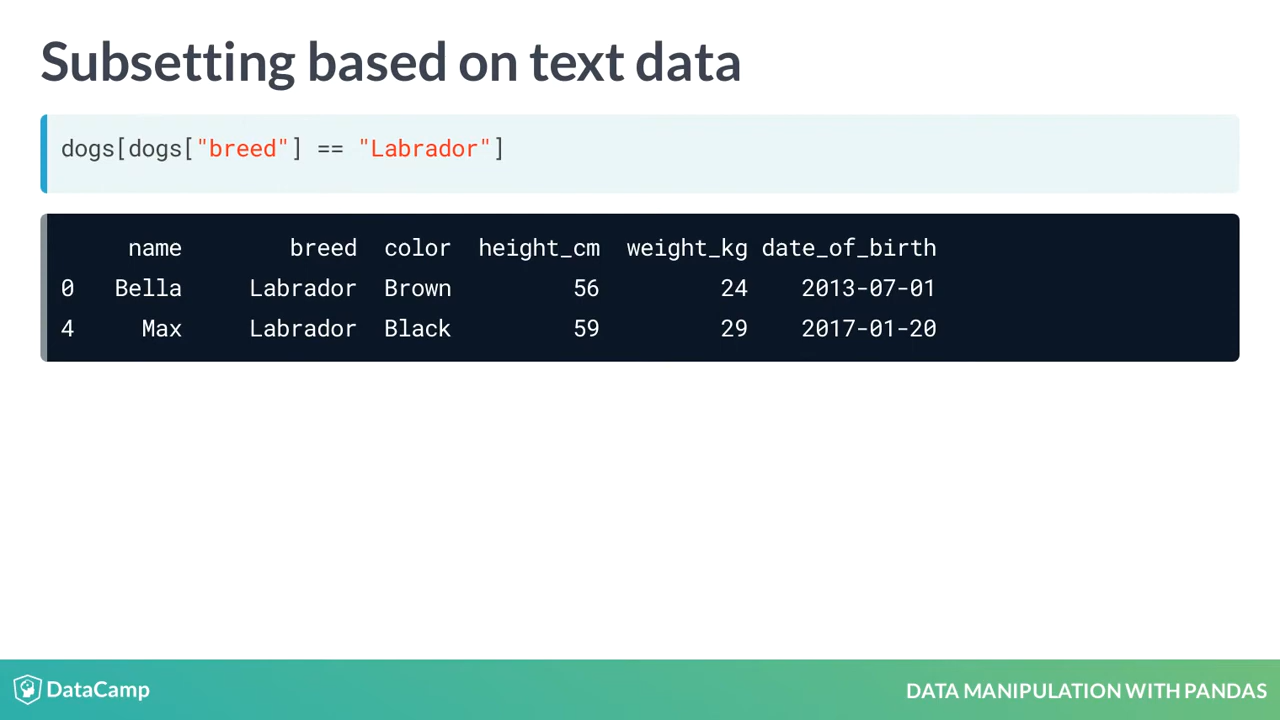 Subsetting based on text data
dogs[dogs["breed"] == "Labrador"]
name breed color height_cm weight_kg date_of_birth
0 Bella Labrador Brown 56 24 2013-07-01
4 Max Labrador Black 59 29 2017-01-20
DataCamp
DATA MANIPULATION WITH PANDAS